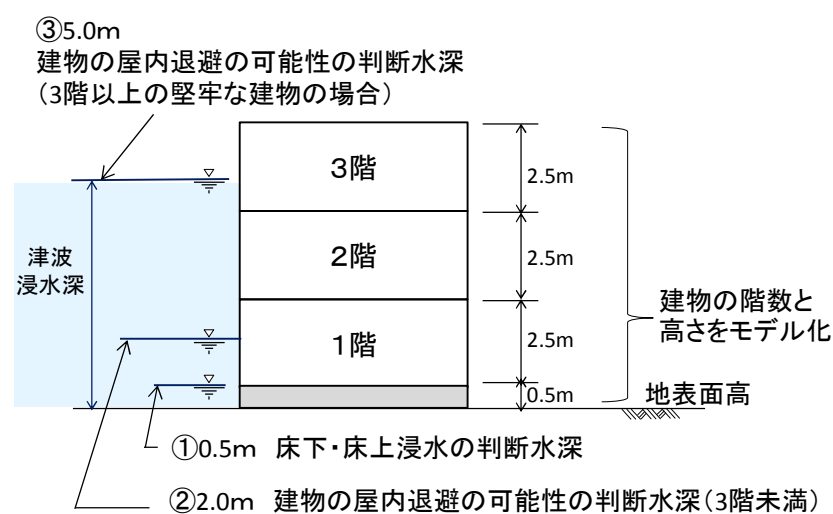 ③5.0m
建物の屋内退避の可能性の判断水深
（3階以上の堅牢な建物の場合）
3階
2.5m
2階
2.5m
津波
浸水深
1階
2.5m
建物の階数と
高さをモデル化
0.5m
地表面高
①0.5m 床下・床上浸水の判断水深
②2.0m 建物の屋内退避の可能性の判断水深（3階未満）